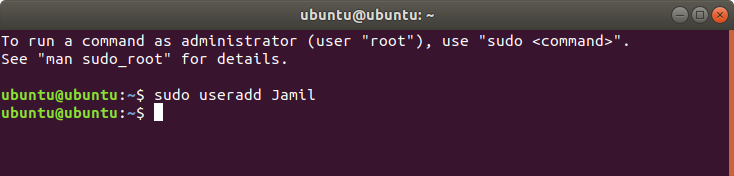 ubuntu@ubuntu: ~
To run a command as administrator (user "root"), use "sudo <command>".
See "man sudo_root" for details.
ubuntu@ubuntu:~$ sudo useradd Jamil
ubuntu@ubuntu:~$